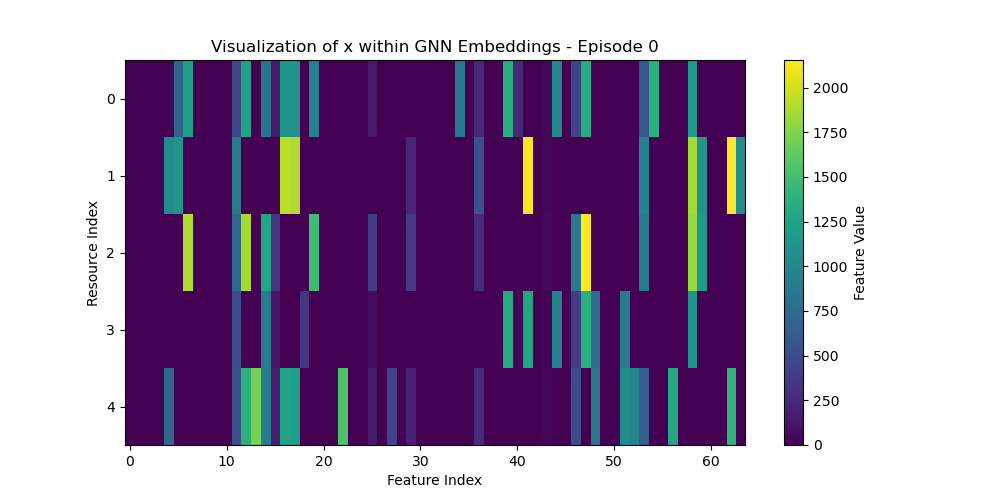 Visualization of x within GNN Embeddings - Episode 0
Resource Index
0
1
2
3
4
0 10 20 30 40 50 60
Feature Index
2000
1750
1500
1250
1000
750
500
250
0
Feature Value